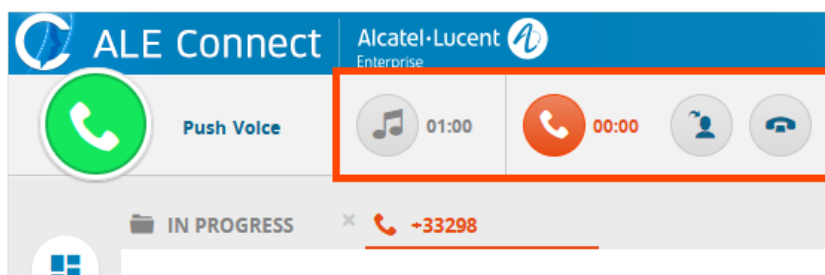 ALE Connect
Alcatel·Lucent
Enterprise
Push Voice
01:00
00:00
IN PROGRESS
× +33298